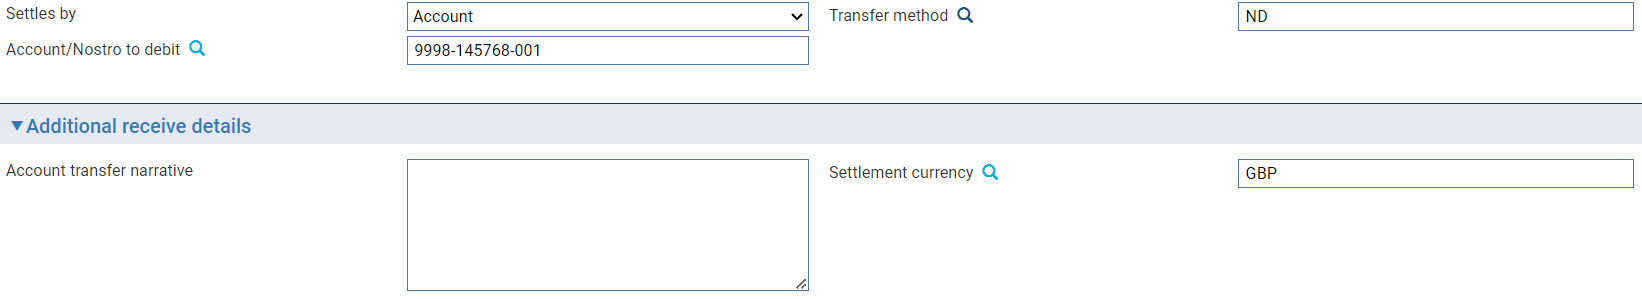 Settles by
Account
Transfer method
ND
Account/Nostro to debit
9998-145768-001
Additional receive details
Account transfer narrative
Settlement currency
GBP